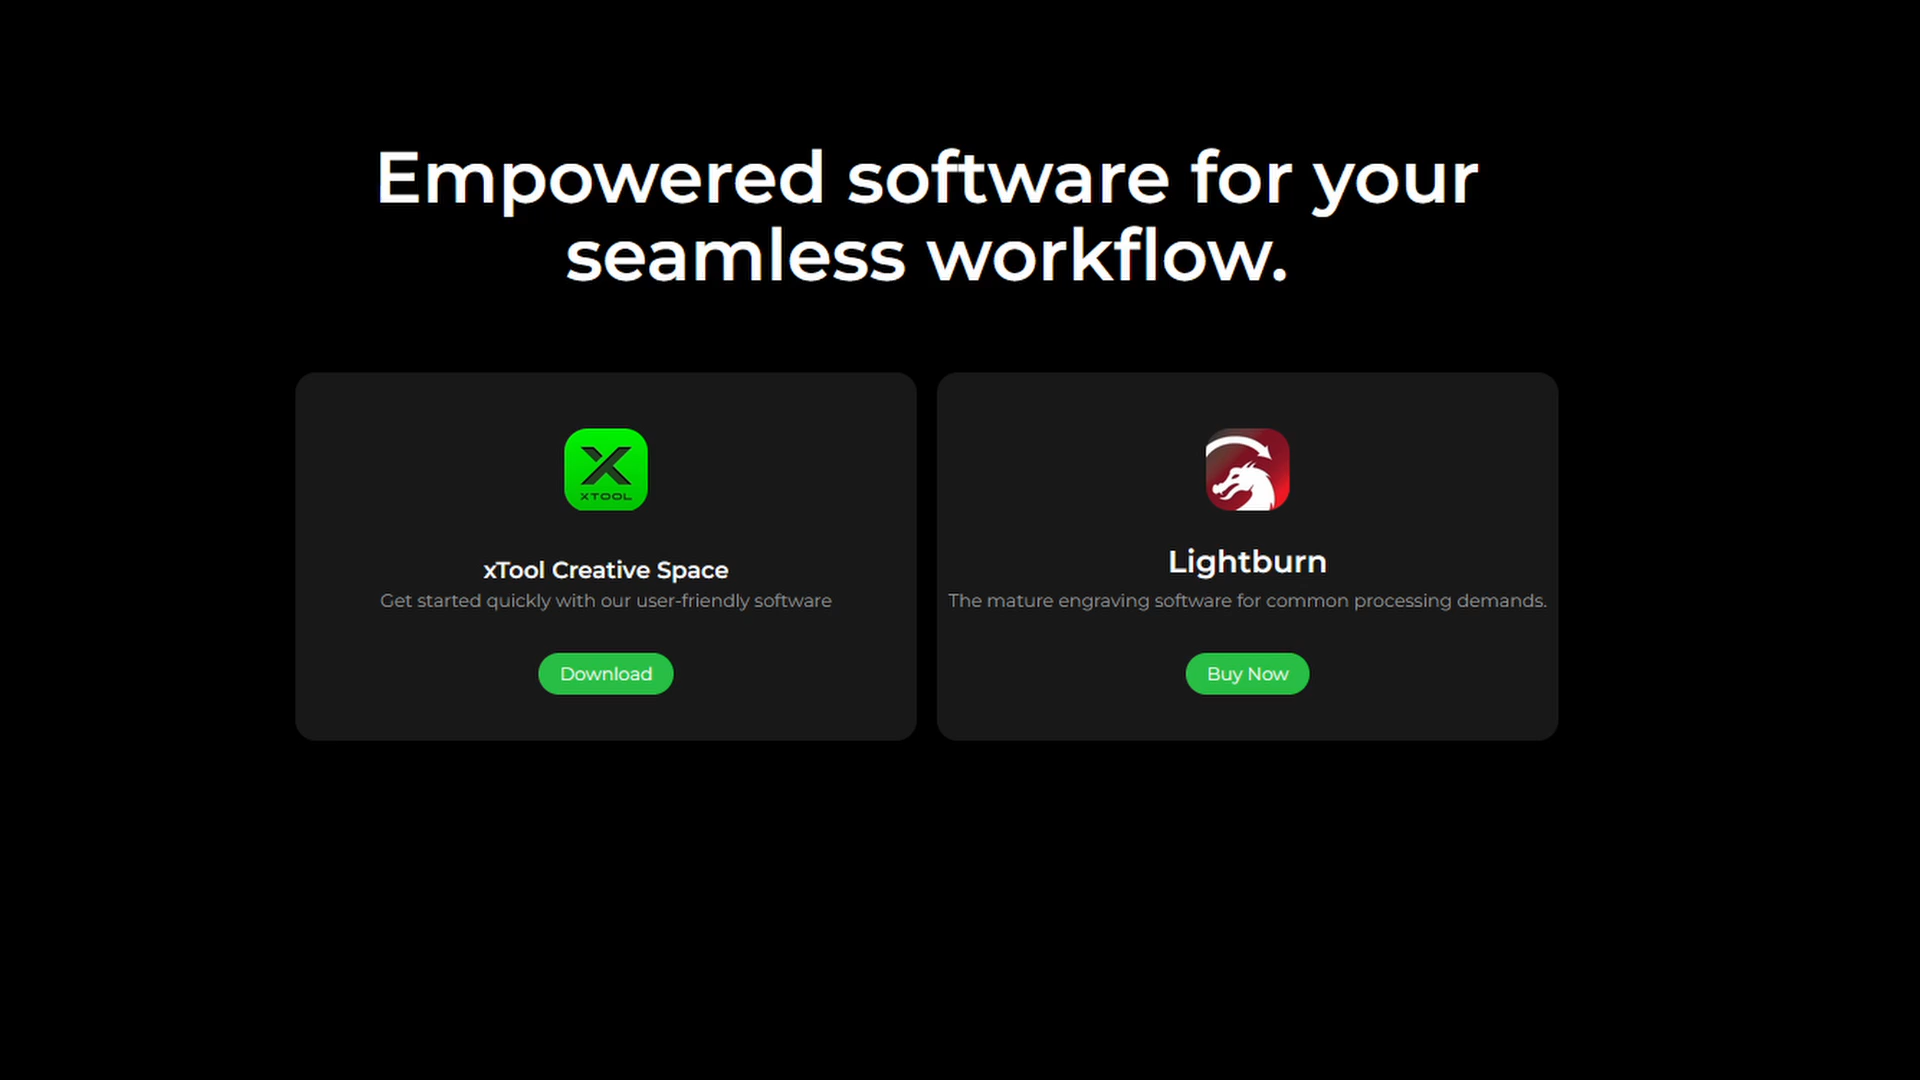 Empowered software for your
seamless workflow.
XTOOL
xTool Creative Space
Get started quickly with our user-friendly software
Download
Lightburn
The mature engraving software for common processing demands.
Buy Now